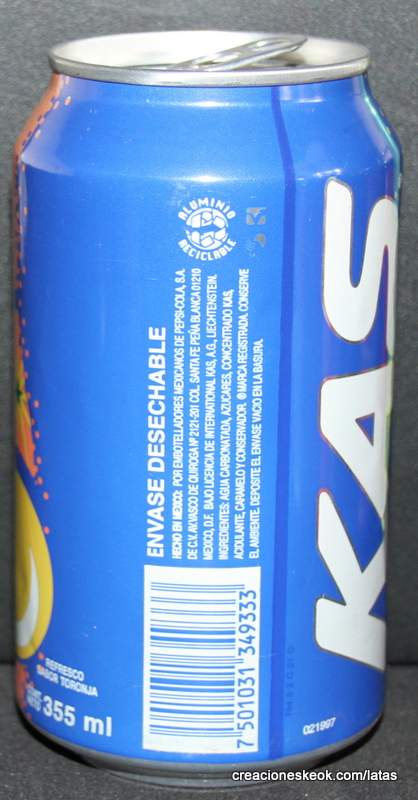 ALUMINIO
RECICLABLE
ENVASE DESECHABLE
HECHO EN MEXICO: POR EMBOTELLADORES MEXICANOS DE PEPSI-COLA, S.A.
DE C.V. AV.VASCO DE QUIROGA Nº 2121-201 COL. SANTA FE PEÑA BLANCA 01210
MEXICO, D.F. BAJO LICENCIA DE INTERNATIONAL KAS, A.G., LIECHTENSTEIN.
INGREDIENTES: AGUA CARBONATADA, AZUCARES, CONCENTRADO KAS,
ACIDULANTE, CARAMELO Y CONSERVADOR. ® MARCA REGISTRADA. CONSERVE
EL AMBIENTE. DEPOSITE EL ENVASE VACIO EN LA BASURA.
7 501031 349333
KAS
REFRESCO
SABOR TORONJA
CONT.
NETO 355 ml
021997
creacioneskeok.com/latas